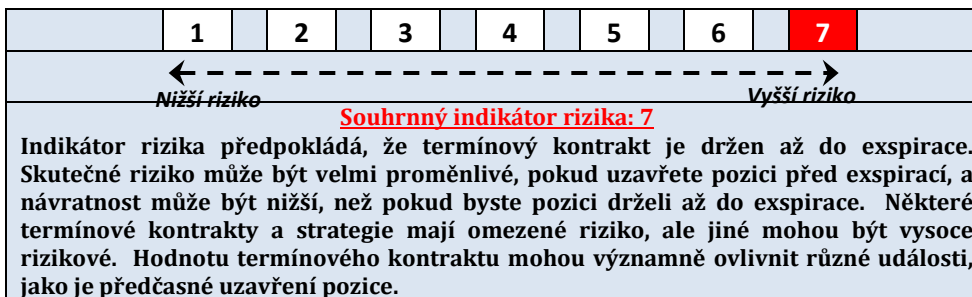 1 2 3 4 5 6 7
Nižší riziko Vyšší riziko
Souhrnný indikátor rizika: 7
Indikátor rizika předpokládá, že termínový kontrakt je držen až do exspirace.
Skutečné riziko může být velmi proměnlivé, pokud uzavřete pozici před exspirací, a
návratnost může být nižší, než pokud byste pozici drželi až do exspirace. Některé
termínové kontrakty a strategie mají omezené riziko, ale jiné mohou být vysoce
rizikové. Hodnotu termínového kontraktu mohou významně ovlivnit různé události,
jako je předčasné uzavření pozice.